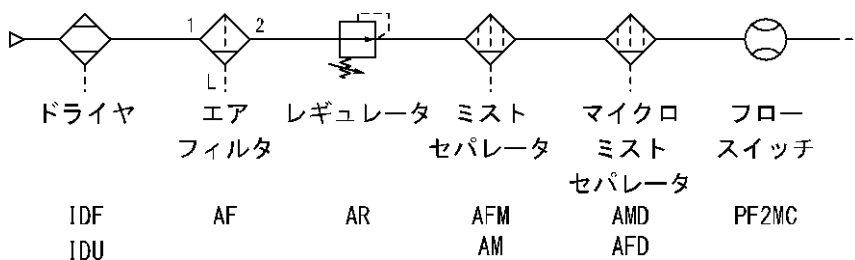 1 2
L
ドライヤ エア レギュレータ ミスト マイクロ フロー
フィルタ セパレータ ミスト スイッチ
セパレータ
IDF AF AR AFM AMD PF2MC
IDU AM AFD